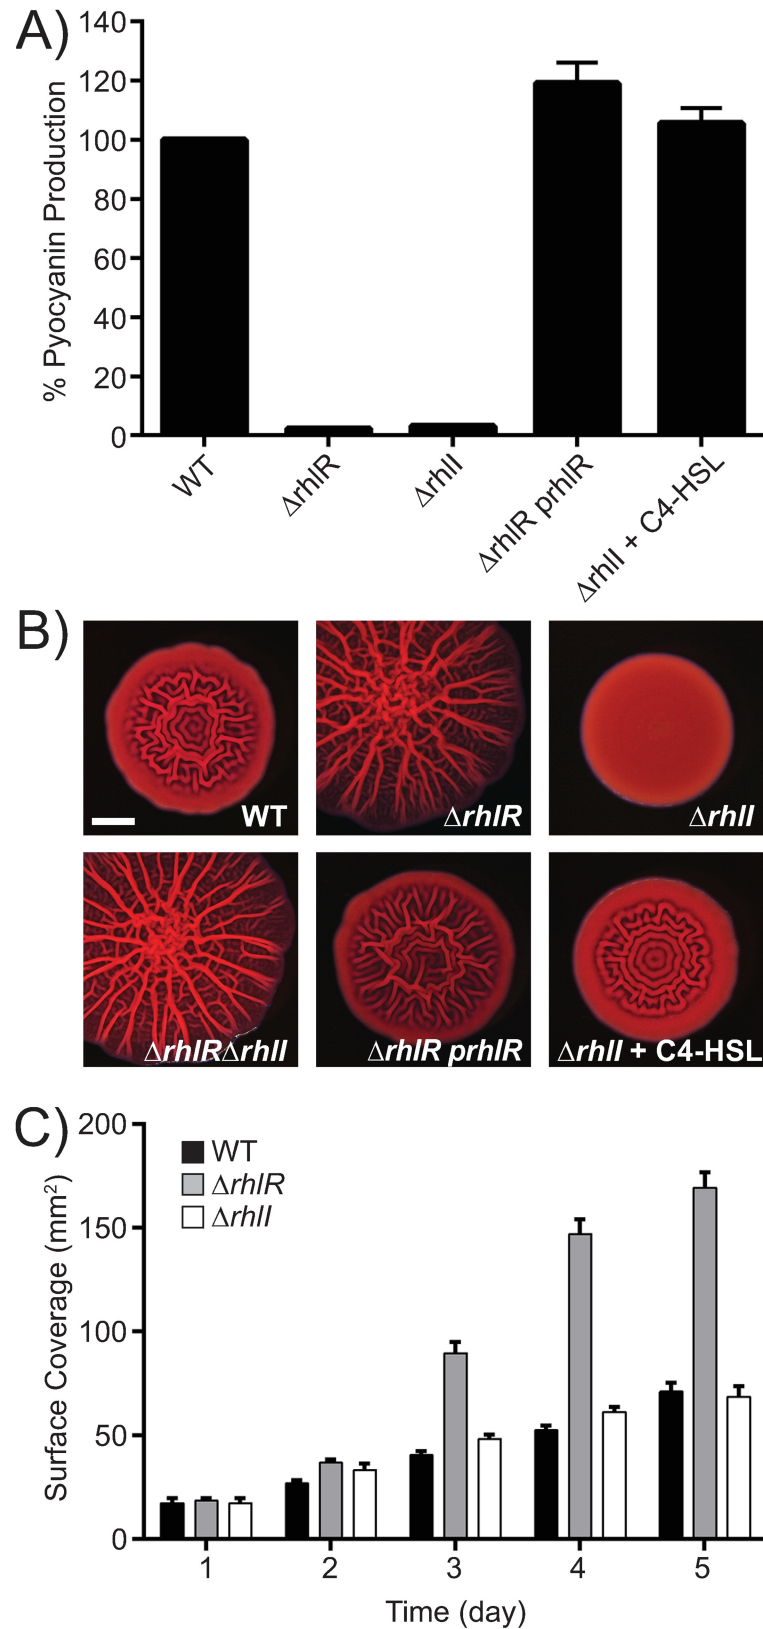 A)
% Pyocyanin Production
140
120
100
80
60
40
20
0
WT
ΔrhlR
ΔrhlI
ΔrhlR prhlR
ΔrhlI + C4-HSL
B)
WT
ΔrhlR
ΔrhlI
ΔrhlRΔrhlI
ΔrhlR prhlR
ΔrhlI + C4-HSL
C)
Surface Coverage (mm²)
200
150
100
50
0
WT
ΔrhlR
ΔrhlI
1 2 3 4 5
Time (day)